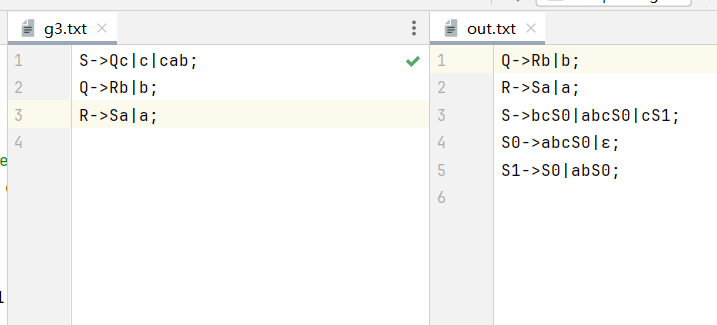 g3.txt
1 S->Qc|c|cab;
2 Q->Rb|b;
3 R->Sa|a;
4
out.txt
1 Q->Rb|b;
2 R->Sa|a;
3 S->bcS0|abcS0|cS1;
4 S0->abcS0|ε;
5 S1->S0|abS0;
6